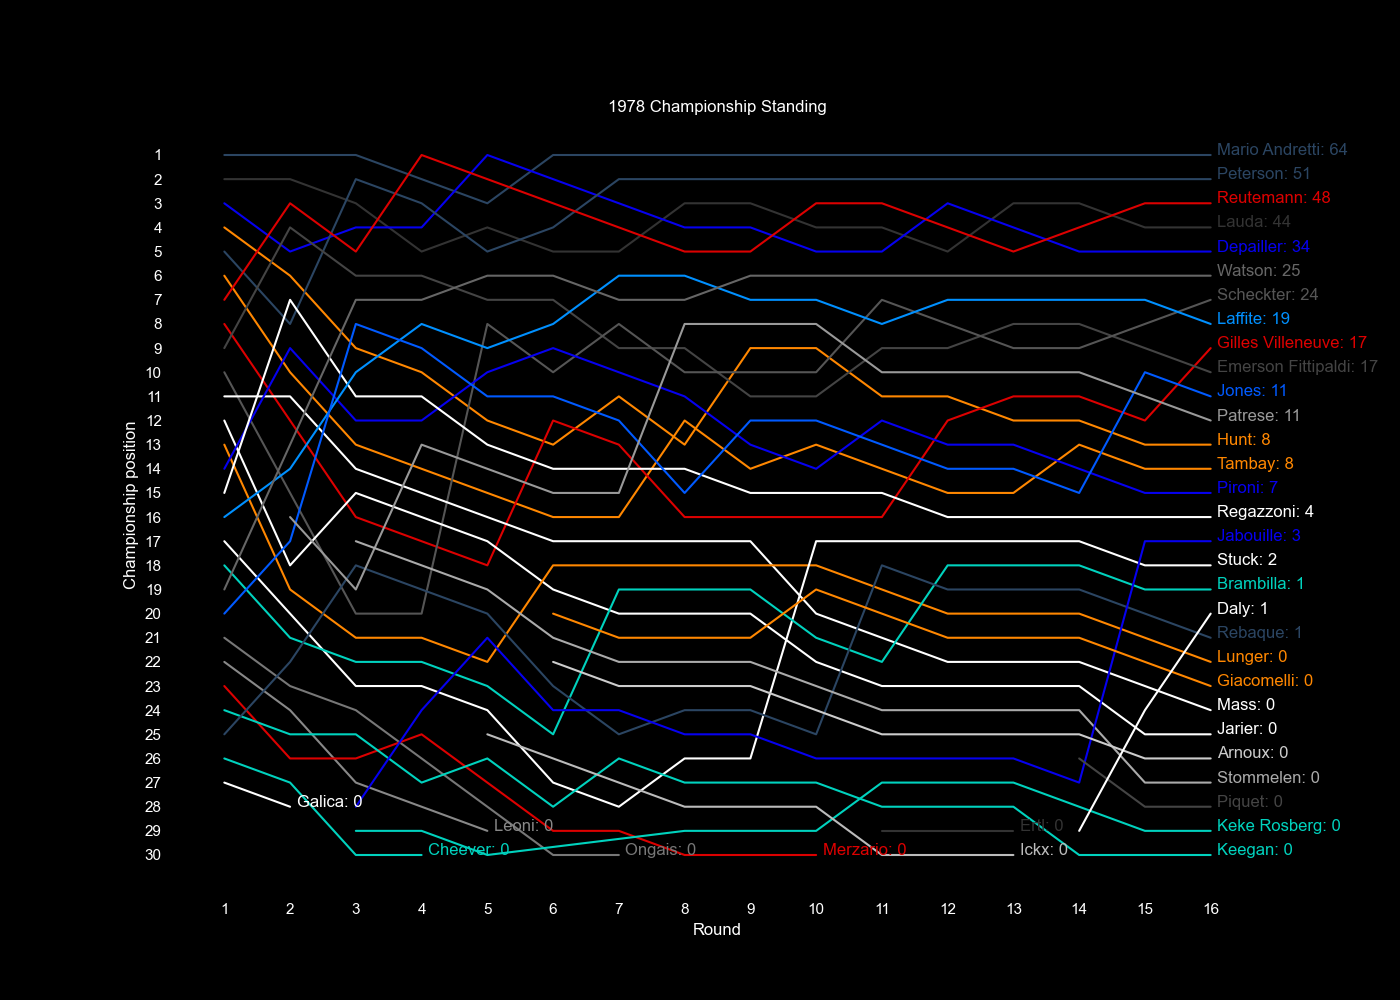 1978 Championship Standing
Championship position
1
2
3
4
5
6
7
8
9
10
11
12
13
14
15
16
17
18
19
20
21
22
23
24
25
26
27
28
29
30
Mario Andretti: 64
Peterson: 51
Reutemann: 48
Lauda: 44
Depailler: 34
Watson: 25
Scheckter: 24
Laffite: 19
Gilles Villeneuve: 17
Emerson Fittipaldi: 17
Jones: 11
Patrese: 11
Hunt: 8
Tambay: 8
Pironi: 7
Regazzoni: 4
Jabouille: 3
Stuck: 2
Brambilla: 1
Daly: 1
Rebaque: 1
Lunger: 0
Giacomelli: 0
Mass: 0
Jarier: 0
Arnoux: 0
Stommelen: 0
Piquet: 0
Keke Rosberg: 0
Keegan: 0
Galica: 0
Leoni: 0
Ertl: 0
Cheever: 0
Ongais: 0
Merzario: 0
Ickx: 0
1 2 3 4 5 6 7 8 9 10 11 12 13 14 15 16
Round